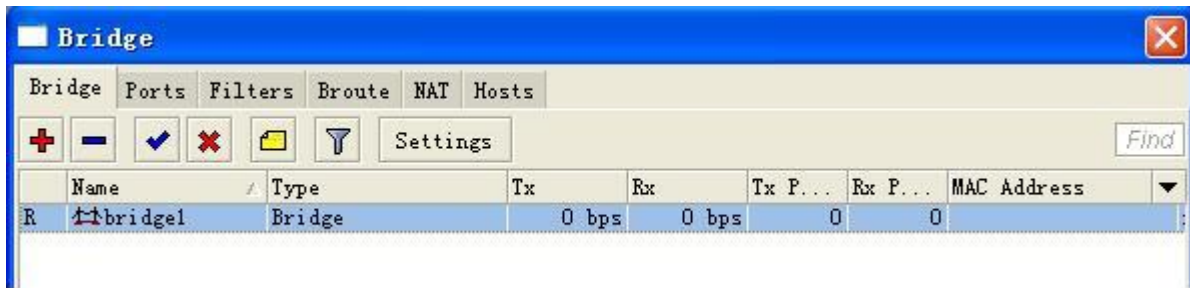 Bridge
Bridge Ports Filters Broute NAT Hosts
Settings Find
Name Type Tx Rx Tx P... Rx P... MAC Address
R bridge1 Bridge 0 bps 0 bps 0 0 :